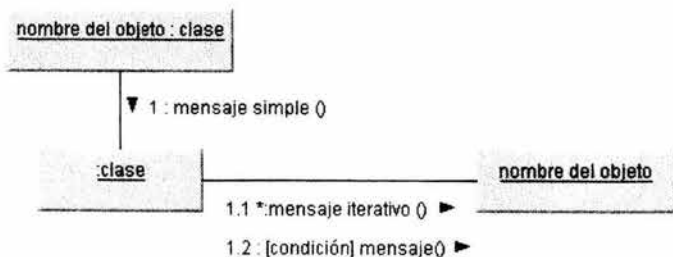 nombre del objeto : clase
1 : mensaje simple ()
:clase
nombre del objeto
1.1 *:mensaje iterativo ()
1.2 : [condición] mensaje()